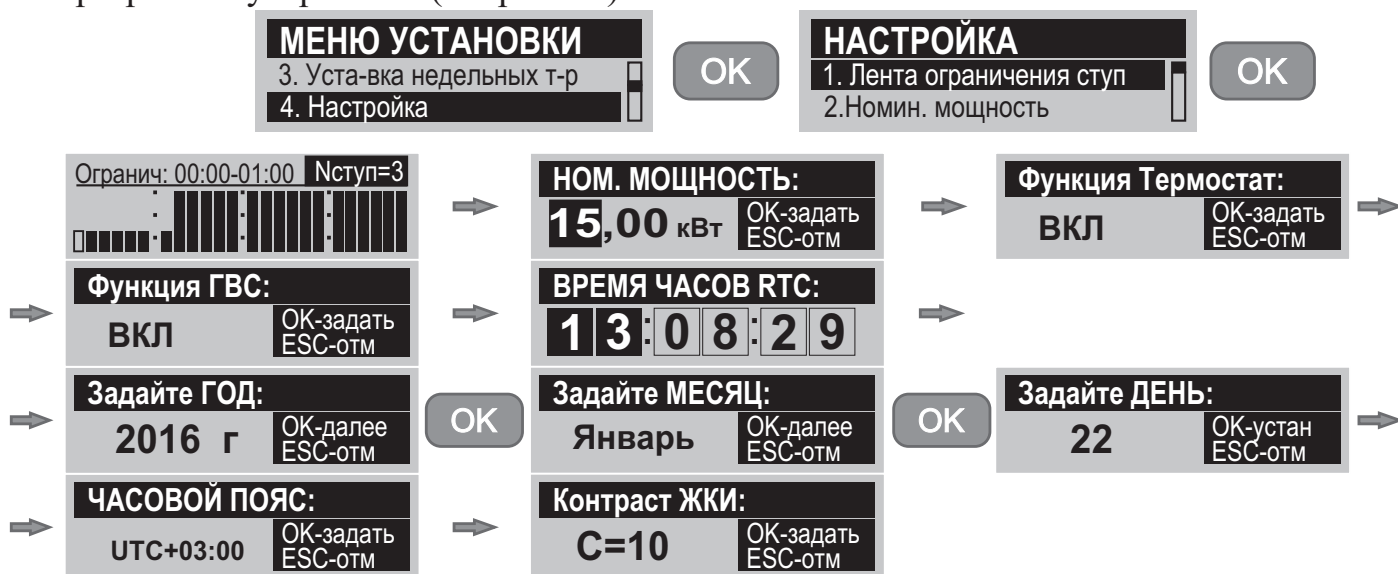 МЕНЮ УСТАНОВКИ
3. Уста-вка недельных т-р
4. Настройка
OK
НАСТРОЙКА
1. Лента ограничения ступ
2.Номин. мощность
OK
Огранич: 00:00-01:00 Nступ=3
НОМ. МОЩНОСТЬ:
15,00 кВт
OK-задать
ESC-отм
Функция Термостат:
ВКЛ
OK-задать
ESC-отм
Функция ГВС:
ВКЛ
OK-задать
ESC-отм
ВРЕМЯ ЧАСОВ RTC:
13:08:29
Задайте ГОД:
2016 г
OK-далее
ESC-отм
OK
Задайте МЕСЯЦ:
Январь
OK-далее
ESC-отм
OK
Задайте ДЕНЬ:
22
OK-устан
ESC-отм
ЧАСОВОЙ ПОЯС:
UTC+03:00
OK-задать
ESC-отм
Контраст ЖКИ:
C=10
OK-задать
ESC-отм